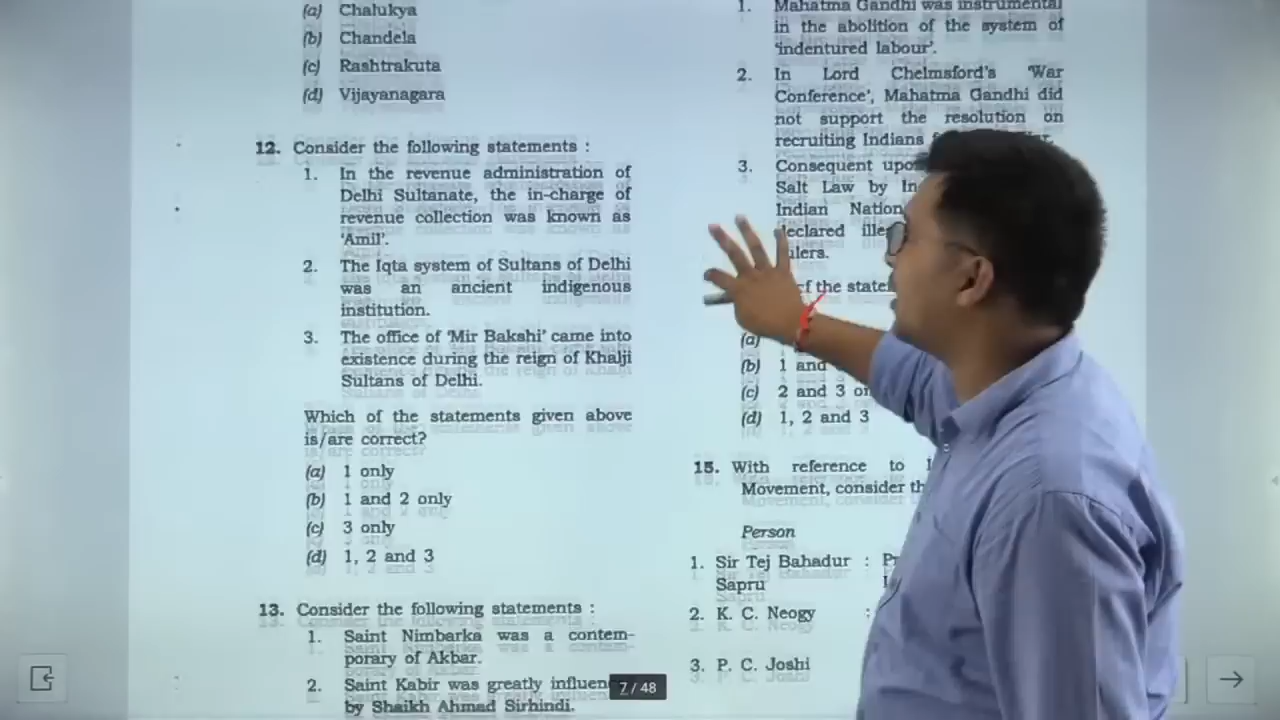 (a) Chalukya
(b) Chandela
(c) Rashtrakuta
(d) Vijayanagara
12. Consider the following statements :
1. In the revenue administration of
Delhi Sultanate, the in-charge of
revenue collection was known as
'Amil'.
2. The Iqta system of Sultans of Delhi
was an ancient indigenous
institution.
3. The office of 'Mir Bakshi' came into
existence during the reign of Khalji
Sultans of Delhi.
Which of the statements given above
is/are correct?
(a) 1 only
(b) 1 and 2 only
(c) 3 only
(d) 1, 2 and 3
13. Consider the following statements :
1. Saint Nimbarka was a contem-
porary of Akbar.
2. Saint Kabir was greatly
by Shaikh Ahmad Sirhindi.
1. Mahatma Gandhi was instrumental
in the abolition of the system of
'indentured labour'.
2. In Lord Chelmsford's 'War
Conference', Mahatma Gandhi did
not support the resolution on
recruiting Indians
3. Consequent
Salt Law by
Indian
declared
f the
(a)
(b) 1 and
(c) 2 and 3
(d) 1, 2 and 3
15. With reference to
Movement, consider
Person
1. Sir Tej Bahadur :
Sapru
2. K. C. Neogy :
3. P. C. Joshi
7 / 48